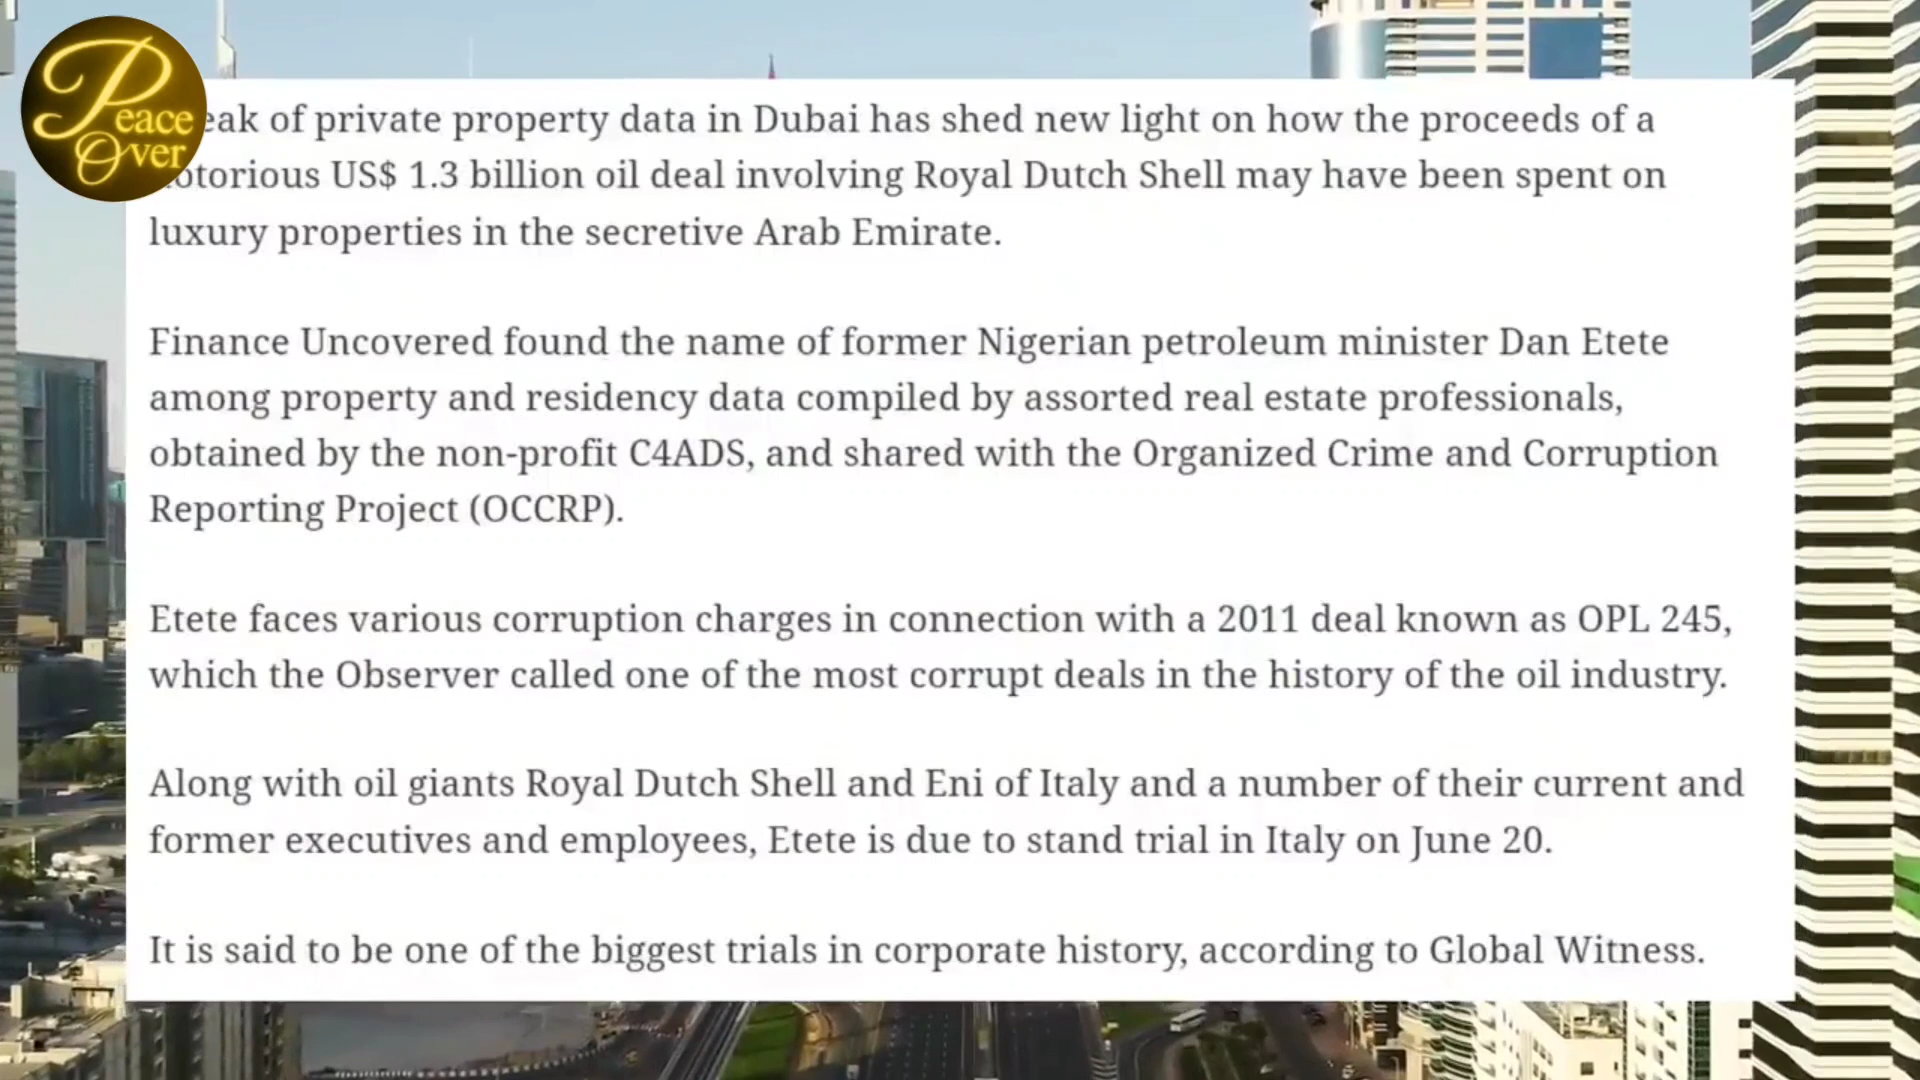 Peace
Over
eak of private property data in Dubai has shed new light on how the proceeds of a
otorious US$ 1.3 billion oil deal involving Royal Dutch Shell may have been spent on
luxury properties in the secretive Arab Emirate.
Finance Uncovered found the name of former Nigerian petroleum minister Dan Etete
among property and residency data compiled by assorted real estate professionals,
obtained by the non-profit C4ADS, and shared with the Organized Crime and Corruption
Reporting Project (OCCRP).
Etete faces various corruption charges in connection with a 2011 deal known as OPL 245,
which the Observer called one of the most corrupt deals in the history of the oil industry.
Along with oil giants Royal Dutch Shell and Eni of Italy and a number of their current and
former executives and employees, Etete is due to stand trial in Italy on June 20.
It is said to be one of the biggest trials in corporate history, according to Global Witness.